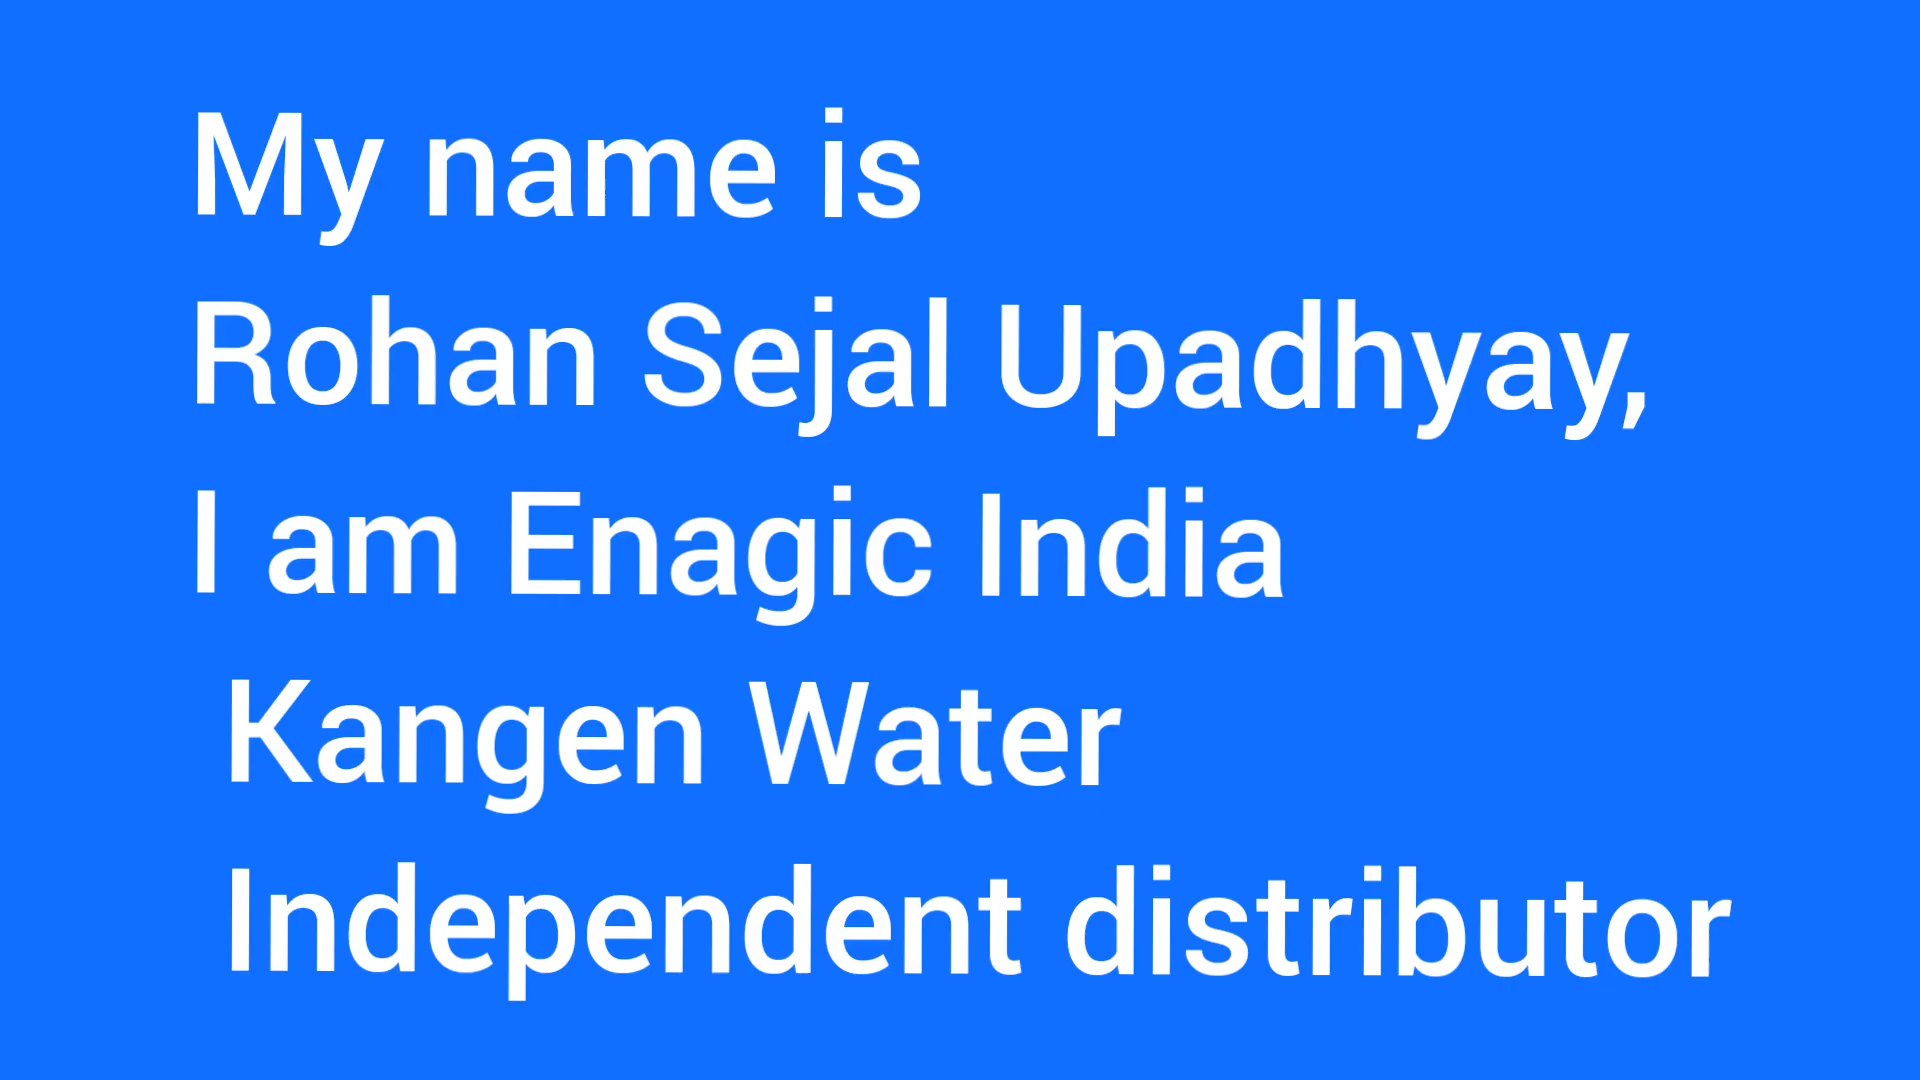 My name is
Rohan Sejal Upadhyay,
I am Enagic India
Kangen Water
Independent distributor